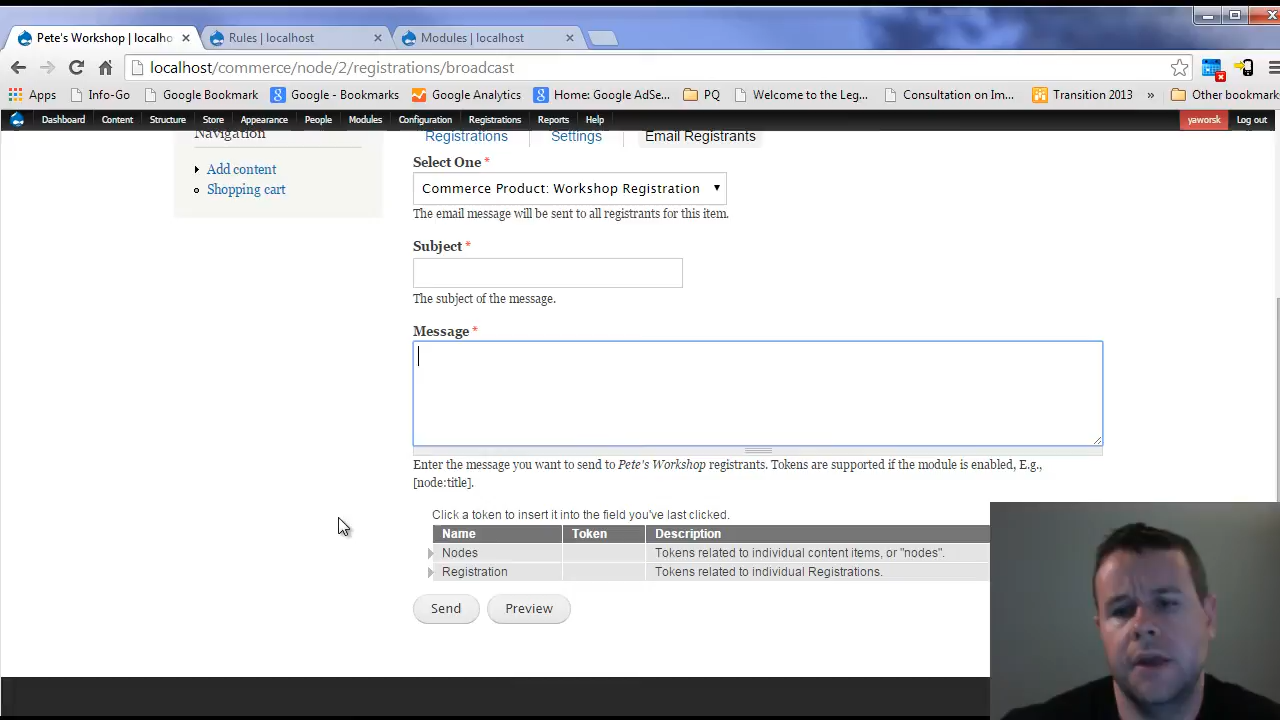 Pete's Workshop | localho
Rules | localhost
Modules | localhost
localhost/commerce/node/2/registrations/broadcast
Apps Info-Go Google Bookmark Google - Bookmarks Google Analytics Home: Google AdSe... PQ Welcome to the Leg... Consultation on Im... Transition 2013 » Other bookmark
Dashboard Content Structure Store Appearance People Modules Configuration Registrations Reports Help yaworsk Log out
Navigation
Add content
Shopping cart
Registrations Settings Email Registrants
Select One *
Commerce Product: Workshop Registration
The email message will be sent to all registrants for this item.
Subject *
The subject of the message.
Message *
Enter the message you want to send to Pete's Workshop registrants. Tokens are supported if the module is enabled, E.g.,
[node:title].
Click a token to insert it into the field you've last clicked.
Name Token Description
Nodes Tokens related to individual content items, or "nodes".
Registration Tokens related to individual Registrations.
Send Preview